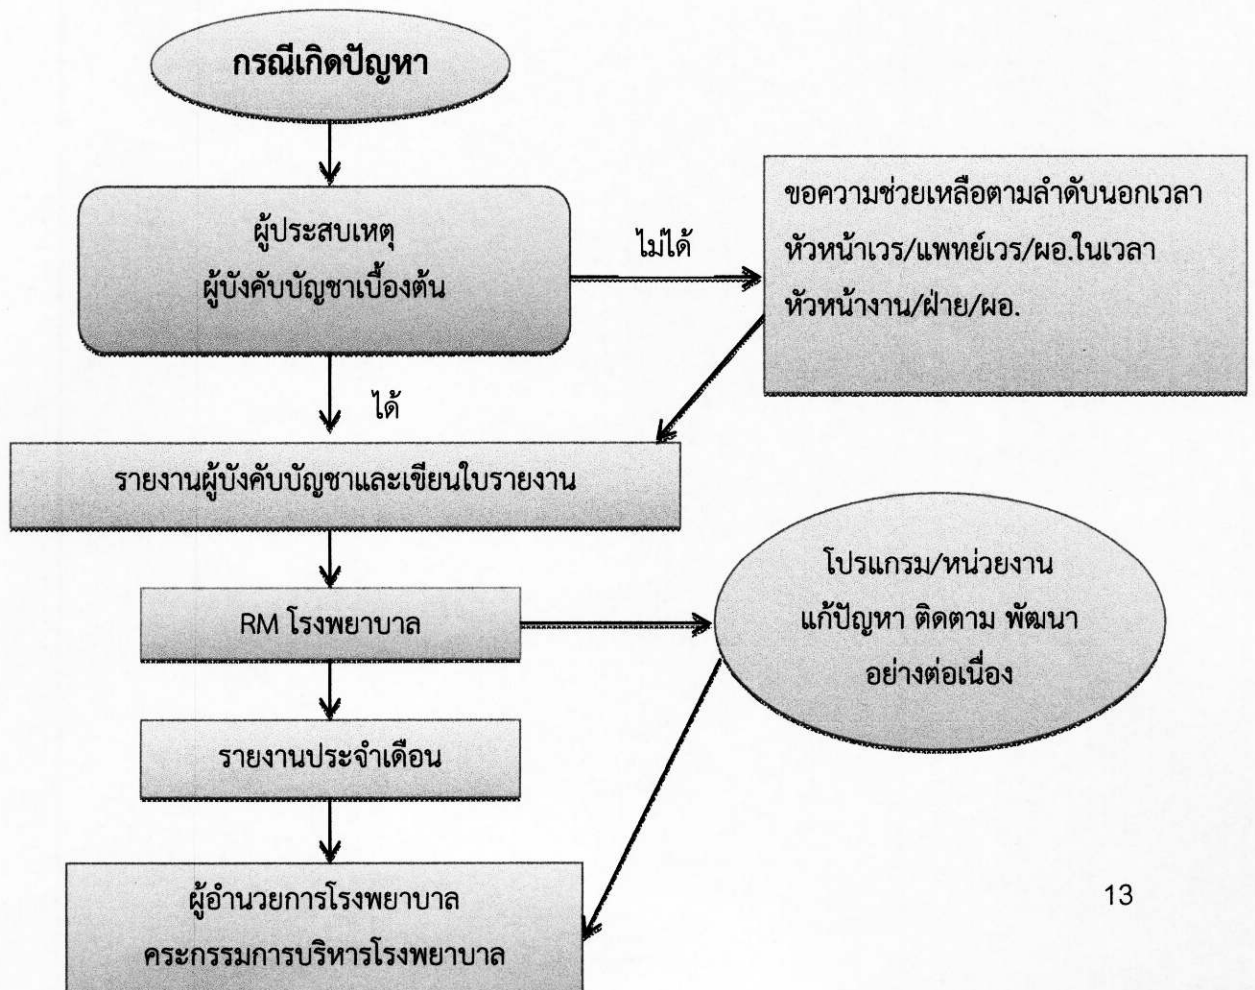 กรณีเกิดปัญหา
ผู้ประสบเหตุ
ผู้บังคับบัญชาเบื้องต้น
ไม่ได้
ขอความช่วยเหลือตามลำดับนอกเวลา
หัวหน้าเวร/แพทย์เวร/ผอ.ในเวลา
หัวหน้างาน/ฝ่าย/ผอ.
ได้
รายงานผู้บังคับบัญชาและเขียนใบรายงาน
RM โรงพยาบาล
โปรแกรม/หน่วยงาน
แก้ปัญหา ติดตาม พัฒนา
อย่างต่อเนื่อง
รายงานประจำเดือน
ผู้อำนวยการโรงพยาบาล
คระกรรมการบริหารโรงพยาบาล
13